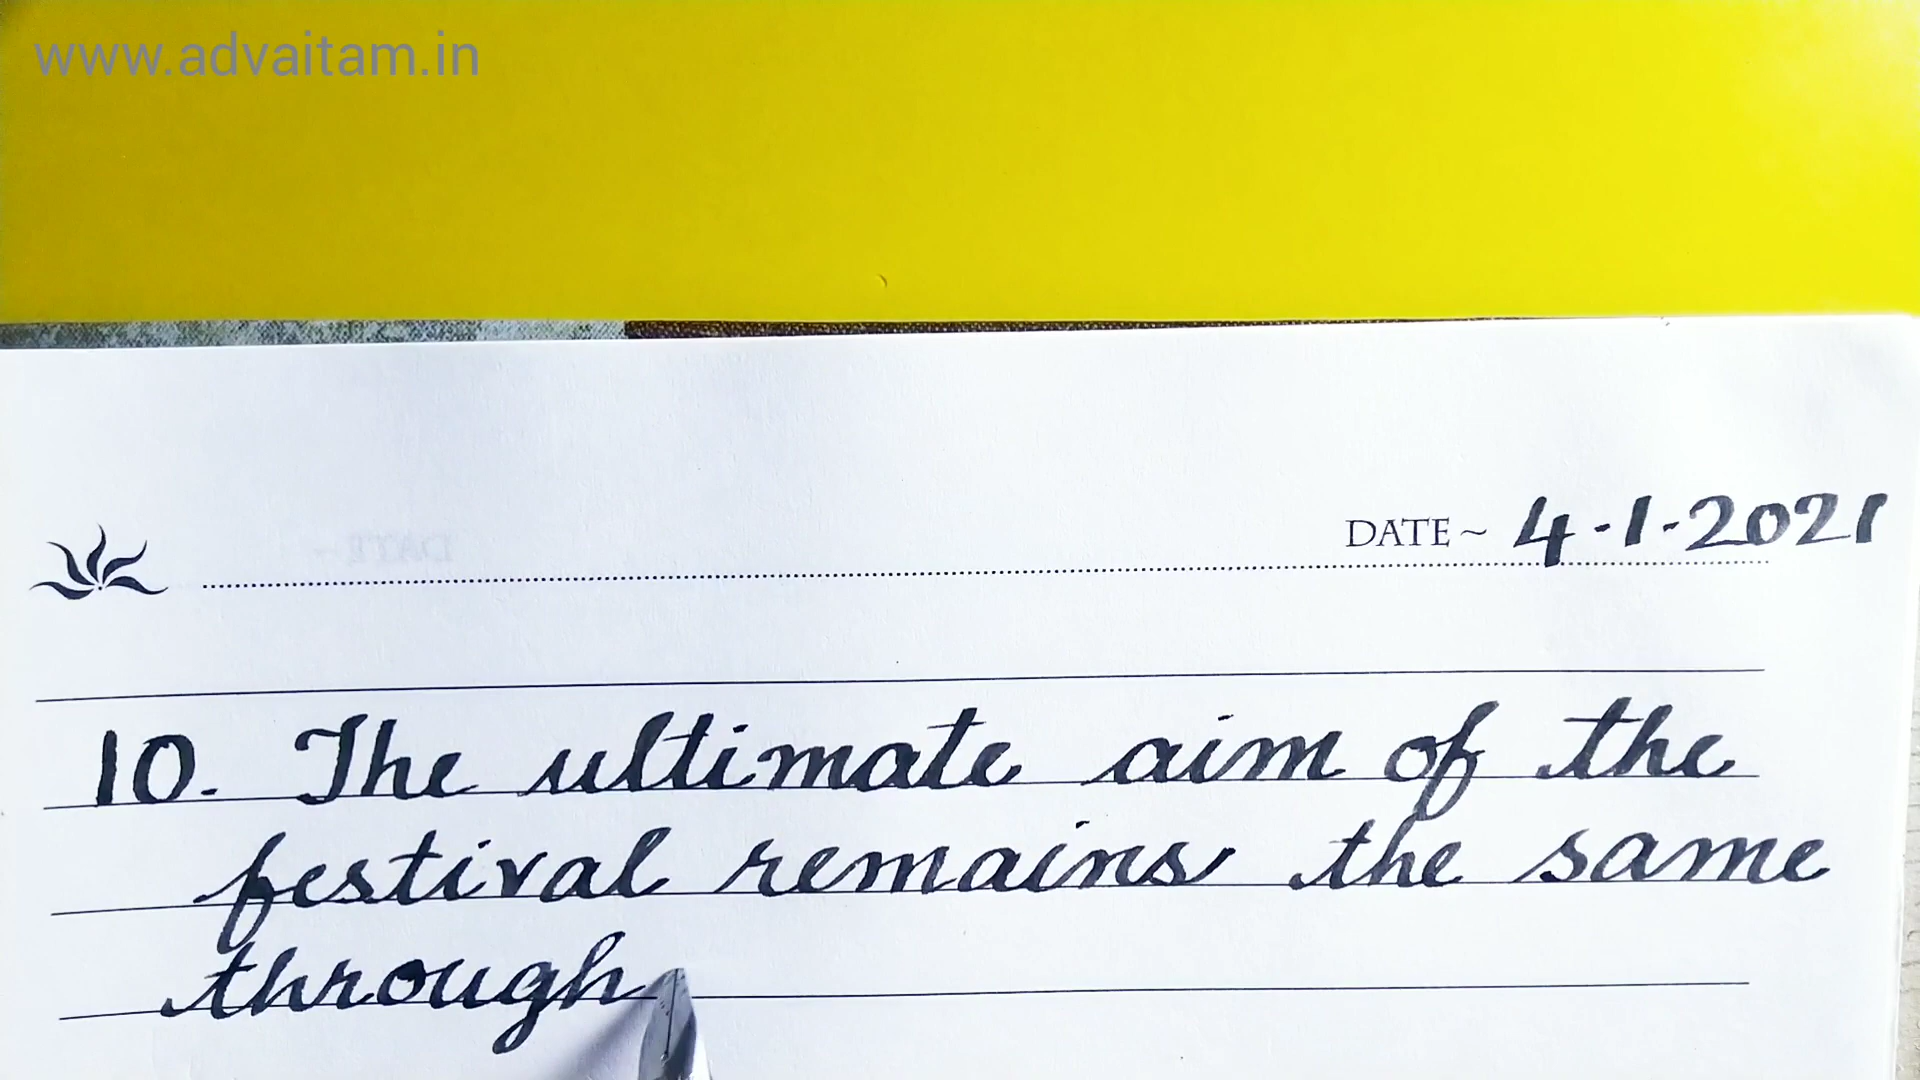 www.advaitam.in
DATE~ 4-1-2021
10. The ultimate aim of the
festival remains the same
through